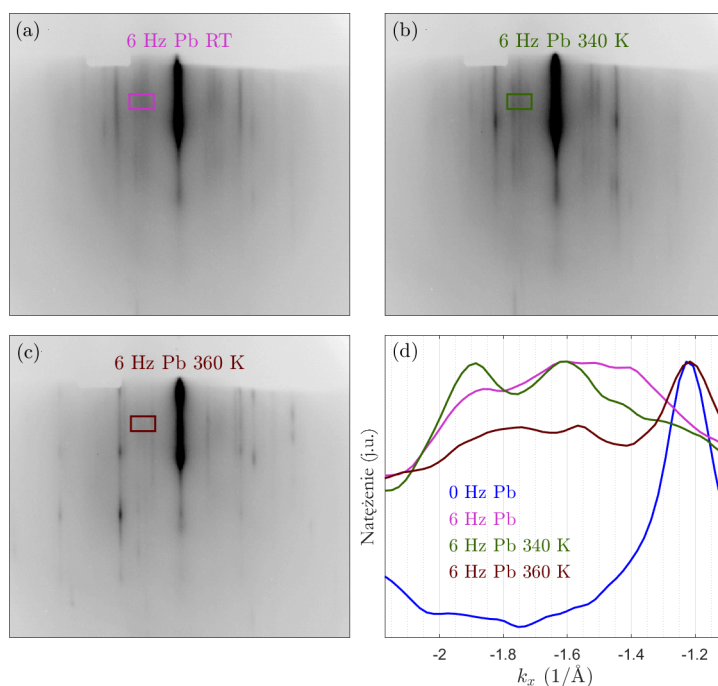 (a)
6 Hz Pb RT
(b)
6 Hz Pb 340 K
(c)
6 Hz Pb 360 K
(d)
Natężenie (j.u.)
0 Hz Pb
6 Hz Pb
6 Hz Pb 340 K
6 Hz Pb 360 K
-2 -1.8 -1.6 -1.4 -1.2
kₓ (1/Å)